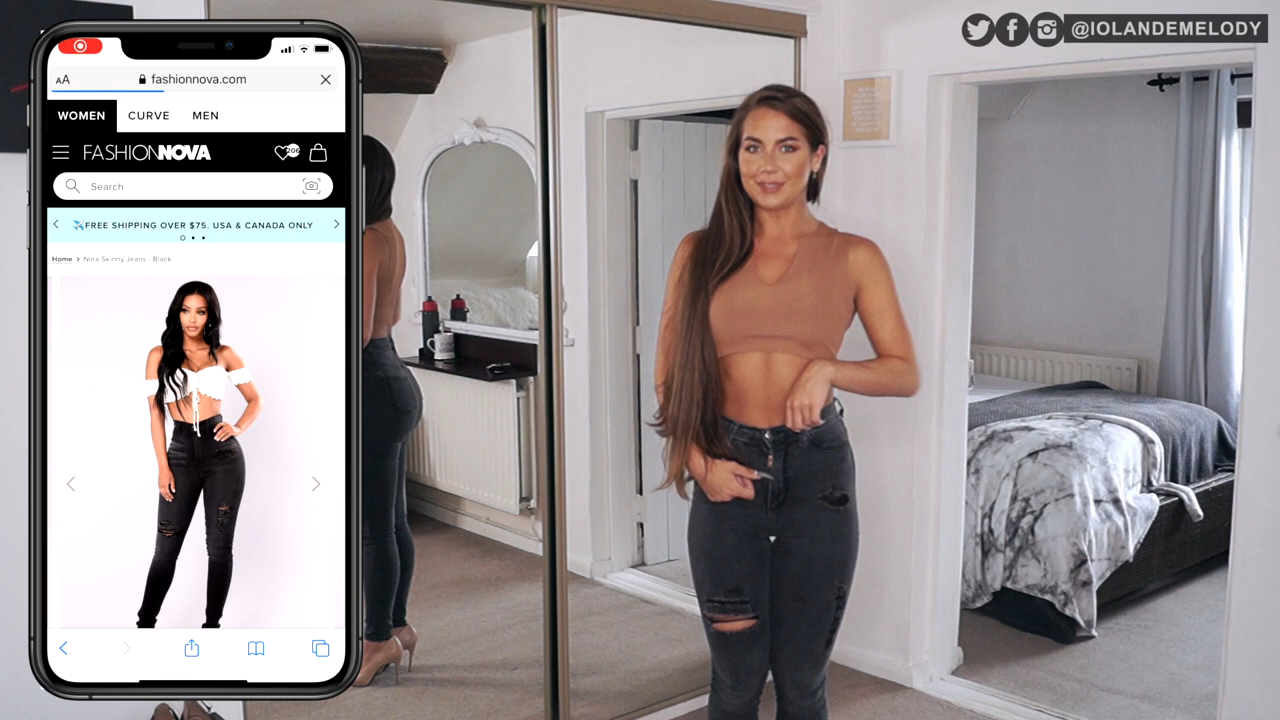 @IOLANDEMELODY
AA
fashionnova.com
WOMEN
CURVE
MEN
FASHIONNOVA
206
Search
✈️FREE SHIPPING OVER $75. USA & CANADA ONLY
Home > Nina Skinny Jeans - Black